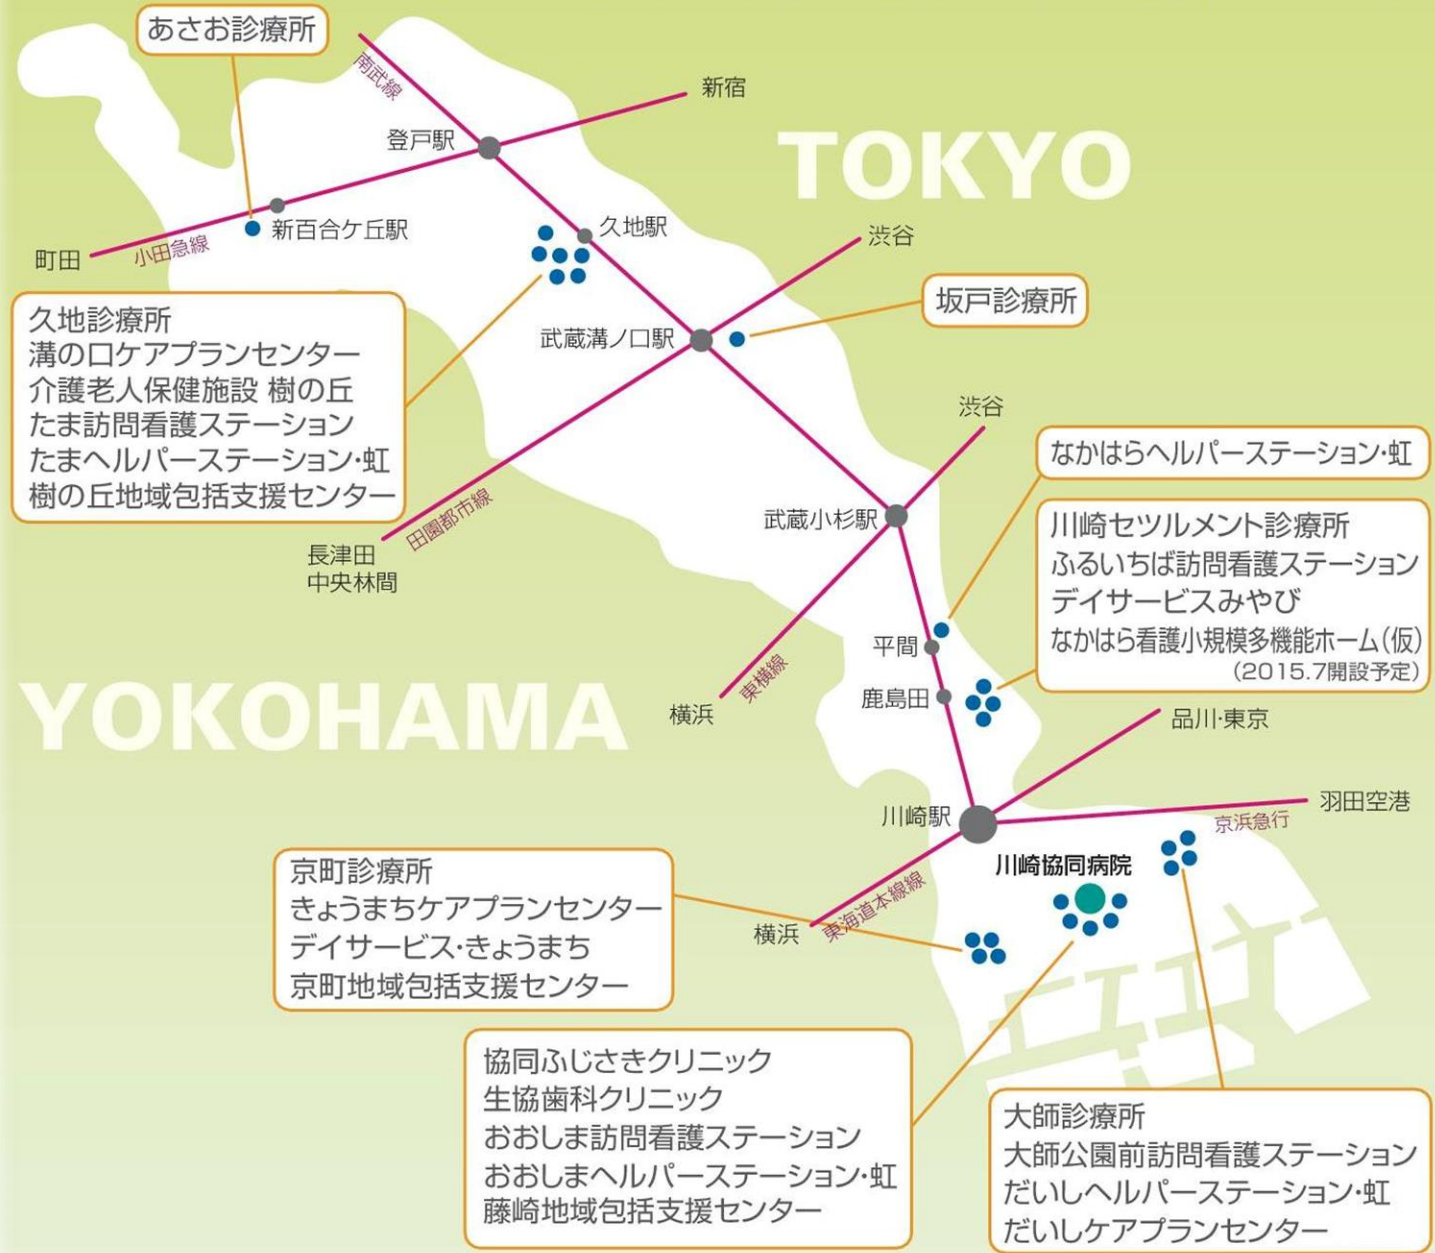 あさお診療所
南武線
新宿
登戸駅
TOKYO
久地駅
新百合ケ丘駅
渋谷
小田急線
町田
坂戸診療所
久地診療所
溝の口ケアプランセンター
介護老人保健施設 樹の丘
たま訪問看護ステーション
たまヘルパーステーション・虹
樹の丘地域包括支援センター
武蔵溝ノ口駅
渋谷
なかはらヘルパーステーション・虹
田園都市線
長津田
中央林間
武蔵小杉駅
川崎セツルメント診療所
ふるいちば訪問看護ステーション
デイサービスみやび
なかはら看護小規模多機能ホーム(仮)
(2015.7開設予定)
平間
鹿島田
東横線
横浜
YOKOHAMA
品川・東京
川崎駅
羽田空港
京浜急行
川崎協同病院
東海道本線線
横浜
京町診療所
きょうまちケアプランセンター
デイサービス・きょうまち
京町地域包括支援センター
協同ふじさきクリニック
生協歯科クリニック
おおしま訪問看護ステーション
おおしまヘルパーステーション・虹
藤崎地域包括支援センター
大師診療所
大師公園前訪問看護ステーション
だいしヘルパーステーション・虹
だいしケアプランセンター